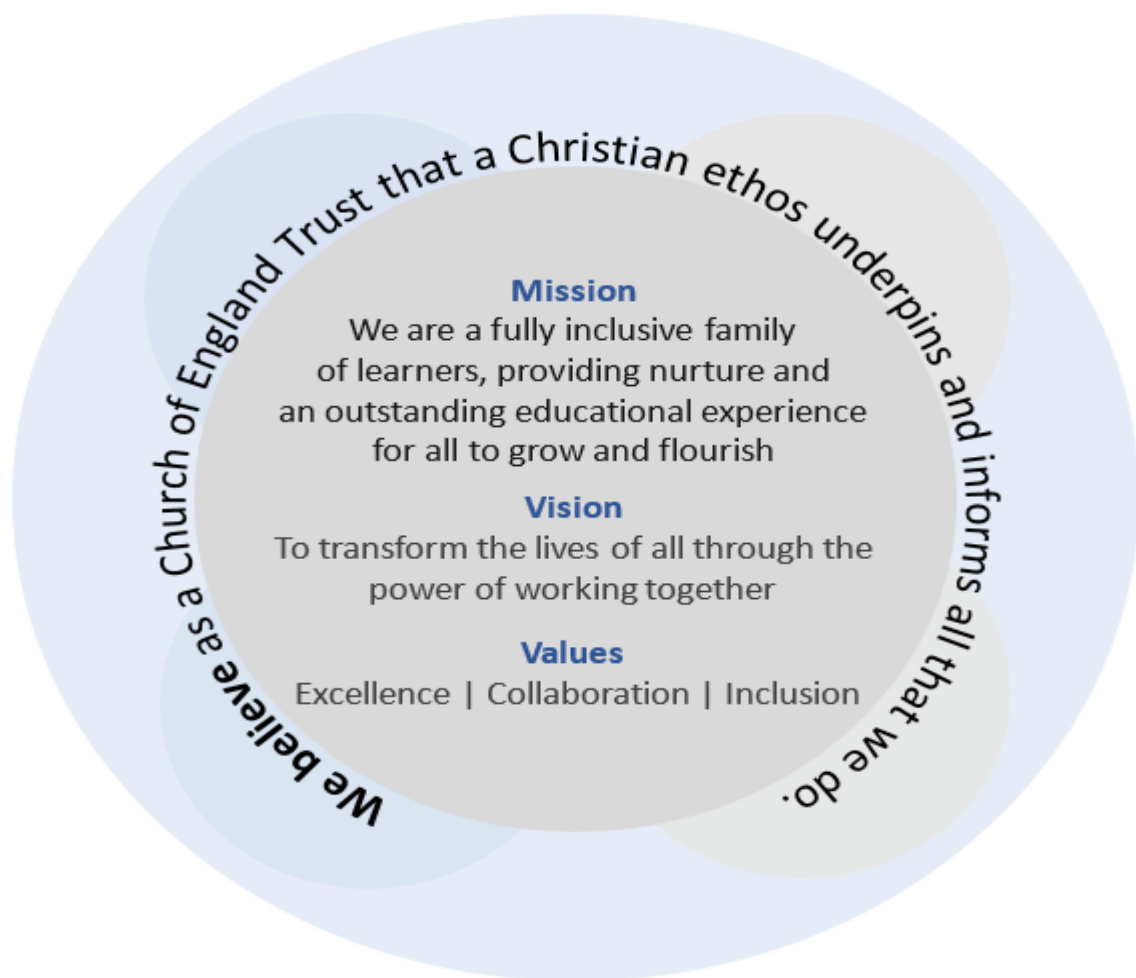 We believe as a Church of England Trust that a Christian ethos underpins and informs all that we do.
Mission
We are a fully inclusive family
of learners, providing nurture and
an outstanding educational experience
for all to grow and flourish
Vision
To transform the lives of all through the
power of working together
Values
Excellence | Collaboration | Inclusion